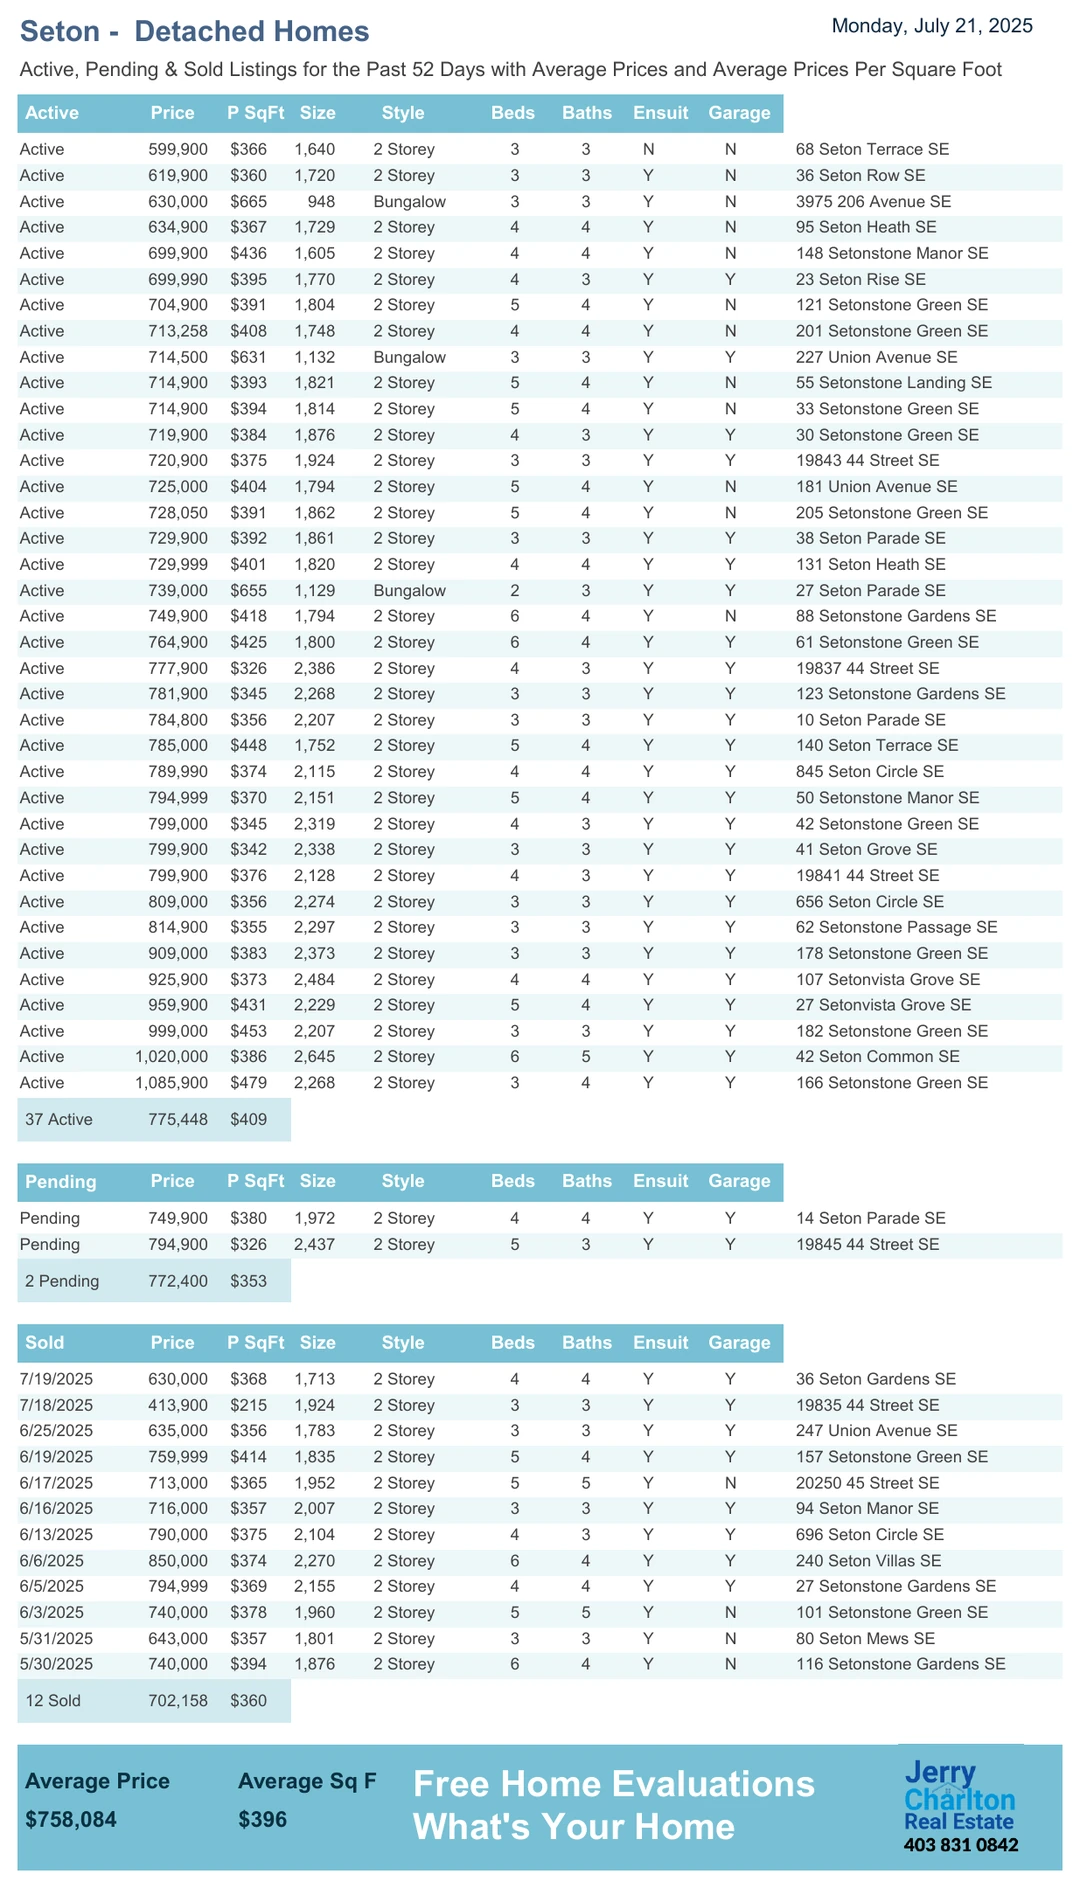 Seton -  Detached Homes
Monday, July 21, 2025
Active, Pending & Sold Listings for the Past 52 Days with Average Prices and Average Prices Per Square Foot
Active Price P SqFt Size Style Beds Baths Ensuit Garage
Active 599,900 $366 1,640 2 Storey 3 3 N N 68 Seton Terrace SE
Active 619,900 $360 1,720 2 Storey 3 3 Y N 36 Seton Row SE
Active 630,000 $665 948 Bungalow 3 3 Y N 3975 206 Avenue SE
Active 634,900 $367 1,729 2 Storey 4 4 Y N 95 Seton Heath SE
Active 699,900 $436 1,605 2 Storey 4 4 Y N 148 Setonstone Manor SE
Active 699,990 $395 1,770 2 Storey 4 3 Y Y 23 Seton Rise SE
Active 704,900 $391 1,804 2 Storey 5 4 Y N 121 Setonstone Green SE
Active 713,258 $408 1,748 2 Storey 4 4 Y N 201 Setonstone Green SE
Active 714,500 $631 1,132 Bungalow 3 3 Y Y 227 Union Avenue SE
Active 714,900 $393 1,821 2 Storey 5 4 Y N 55 Setonstone Landing SE
Active 714,900 $394 1,814 2 Storey 5 4 Y N 33 Setonstone Green SE
Active 719,900 $384 1,876 2 Storey 4 3 Y Y 30 Setonstone Green SE
Active 720,900 $375 1,924 2 Storey 3 3 Y Y 19843 44 Street SE
Active 725,000 $404 1,794 2 Storey 5 4 Y N 181 Union Avenue SE
Active 728,050 $391 1,862 2 Storey 5 4 Y N 205 Setonstone Green SE
Active 729,900 $392 1,861 2 Storey 3 3 Y Y 38 Seton Parade SE
Active 729,999 $401 1,820 2 Storey 4 4 Y Y 131 Seton Heath SE
Active 739,000 $655 1,129 Bungalow 2 3 Y Y 27 Seton Parade SE
Active 749,900 $418 1,794 2 Storey 6 4 Y N 88 Setonstone Gardens SE
Active 764,900 $425 1,800 2 Storey 6 4 Y Y 61 Setonstone Green SE
Active 777,900 $326 2,386 2 Storey 4 3 Y Y 19837 44 Street SE
Active 781,900 $345 2,268 2 Storey 3 3 Y Y 123 Setonstone Gardens SE
Active 784,800 $356 2,207 2 Storey 3 3 Y Y 10 Seton Parade SE
Active 785,000 $448 1,752 2 Storey 5 4 Y Y 140 Seton Terrace SE
Active 789,990 $374 2,115 2 Storey 4 4 Y Y 845 Seton Circle SE
Active 794,999 $370 2,151 2 Storey 5 4 Y Y 50 Setonstone Manor SE
Active 799,000 $345 2,319 2 Storey 4 3 Y Y 42 Setonstone Green SE
Active 799,900 $342 2,338 2 Storey 3 3 Y Y 41 Seton Grove SE
Active 799,900 $376 2,128 2 Storey 4 3 Y Y 19841 44 Street SE
Active 809,000 $356 2,274 2 Storey 3 3 Y Y 656 Seton Circle SE
Active 814,900 $355 2,297 2 Storey 3 3 Y Y 62 Setonstone Passage SE
Active 909,000 $383 2,373 2 Storey 3 3 Y Y 178 Setonstone Green SE
Active 925,900 $373 2,484 2 Storey 4 4 Y Y 107 Setonvista Grove SE
Active 959,900 $431 2,229 2 Storey 5 4 Y Y 27 Setonvista Grove SE
Active 999,000 $453 2,207 2 Storey 3 3 Y Y 182 Setonstone Green SE
Active 1,020,000 $386 2,645 2 Storey 6 5 Y Y 42 Seton Common SE
Active 1,085,900 $479 2,268 2 Storey 3 4 Y Y 166 Setonstone Green SE
37 Active 775,448 $409
Pending Price P SqFt Size Style Beds Baths Ensuit Garage
Pending 749,900 $380 1,972 2 Storey 4 4 Y Y 14 Seton Parade SE
Pending 794,900 $326 2,437 2 Storey 5 3 Y Y 19845 44 Street SE
2 Pending 772,400 $353
Sold Price P SqFt Size Style Beds Baths Ensuit Garage
7/19/2025 630,000 $368 1,713 2 Storey 4 4 Y Y 36 Seton Gardens SE
7/18/2025 413,900 $215 1,924 2 Storey 3 3 Y Y 19835 44 Street SE
6/25/2025 635,000 $356 1,783 2 Storey 3 3 Y Y 247 Union Avenue SE
6/19/2025 759,999 $414 1,835 2 Storey 5 4 Y Y 157 Setonstone Green SE
6/17/2025 713,000 $365 1,952 2 Storey 5 5 Y N 20250 45 Street SE
6/16/2025 716,000 $357 2,007 2 Storey 3 3 Y Y 94 Seton Manor SE
6/13/2025 790,000 $375 2,104 2 Storey 4 3 Y Y 696 Seton Circle SE
6/6/2025 850,000 $374 2,270 2 Storey 6 4 Y Y 240 Seton Villas SE
6/5/2025 794,999 $369 2,155 2 Storey 4 4 Y Y 27 Setonstone Gardens SE
6/3/2025 740,000 $378 1,960 2 Storey 5 5 Y N 101 Setonstone Green SE
5/31/2025 643,000 $357 1,801 2 Storey 3 3 Y N 80 Seton Mews SE
5/30/2025 740,000 $394 1,876 2 Storey 6 4 Y N 116 Setonstone Gardens SE
12 Sold 702,158 $360
Average Price Average Sq F
$758,084 $396
Free Home Evaluations
What's Your Home
Jerry
Charlton
Real Estate
403 831 0842